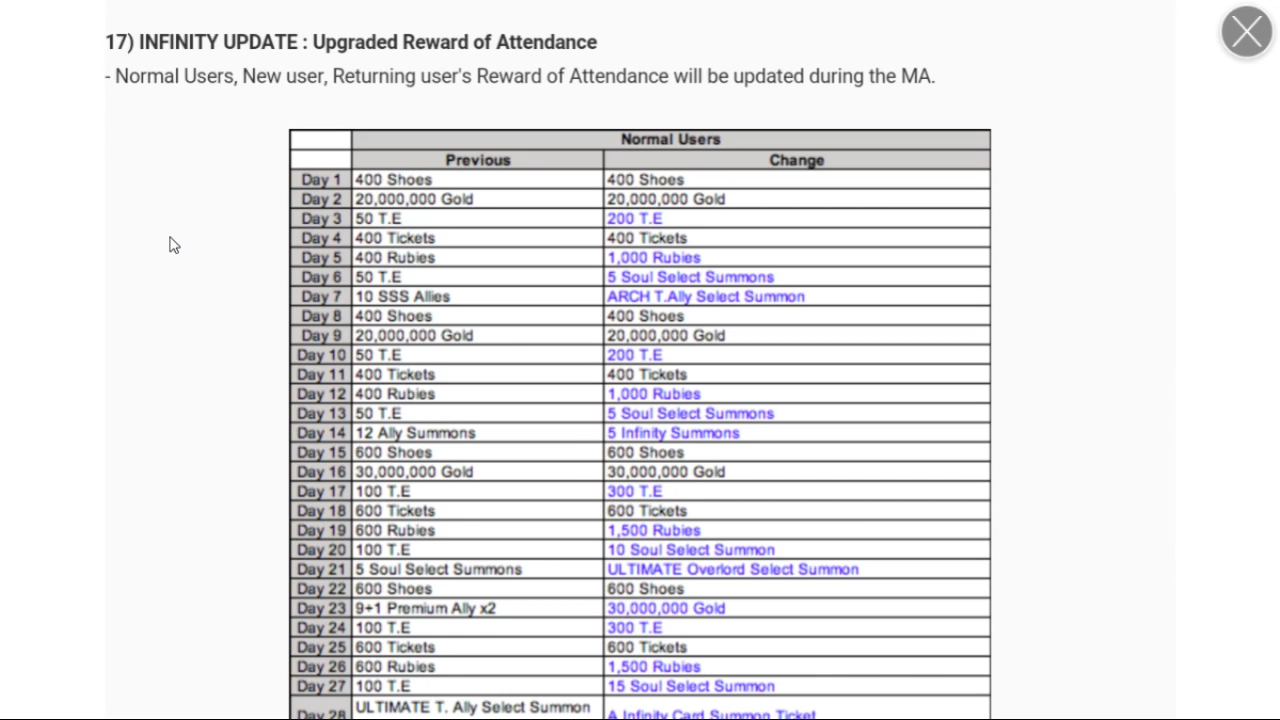 17) INFINITY UPDATE : Upgraded Reward of Attendance
- Normal Users, New user, Returning user's Reward of Attendance will be updated during the MA.
Normal Users
Previous Change
Day 1 400 Shoes 400 Shoes
Day 2 20,000,000 Gold 20,000,000 Gold
Day 3 50 T.E 200 T.E
Day 4 400 Tickets 400 Tickets
Day 5 400 Rubies 1,000 Rubies
Day 6 50 T.E 5 Soul Select Summons
Day 7 10 SSS Allies ARCH T.Ally Select Summon
Day 8 400 Shoes 400 Shoes
Day 9 20,000,000 Gold 20,000,000 Gold
Day 10 50 T.E 200 T.E
Day 11 400 Tickets 400 Tickets
Day 12 400 Rubies 1,000 Rubies
Day 13 50 T.E 5 Soul Select Summons
Day 14 12 Ally Summons 5 Infinity Summons
Day 15 600 Shoes 600 Shoes
Day 16 30,000,000 Gold 30,000,000 Gold
Day 17 100 T.E 300 T.E
Day 18 600 Tickets 600 Tickets
Day 19 600 Rubies 1,500 Rubies
Day 20 100 T.E 10 Soul Select Summon
Day 21 5 Soul Select Summons ULTIMATE Overlord Select Summon
Day 22 600 Shoes 600 Shoes
Day 23 9+1 Premium Ally x2 30,000,000 Gold
Day 24 100 T.E 300 T.E
Day 25 600 Tickets 600 Tickets
Day 26 600 Rubies 1,500 Rubies
Day 27 100 T.E 15 Soul Select Summon
Day 28 ULTIMATE T. Ally Select Summon A Infinity Card Summon Ticket